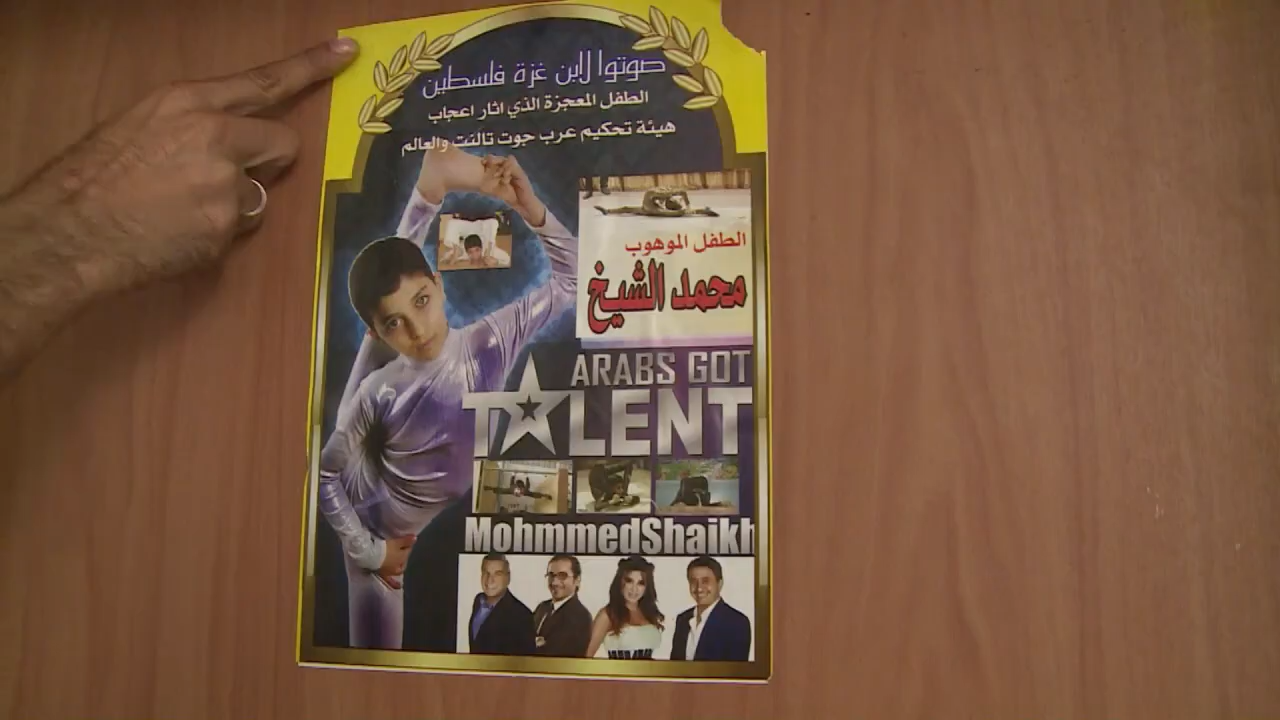 صوتوا لابن غزة فلسطين
الطفل المعجزة الذي اثار اعجاب
هيئة تحكيم عرب جوت تالنت والعالم
الطفل الموهوب
محمد الشيخ
ARABS GOT
TALENT
MohmmedShaikh